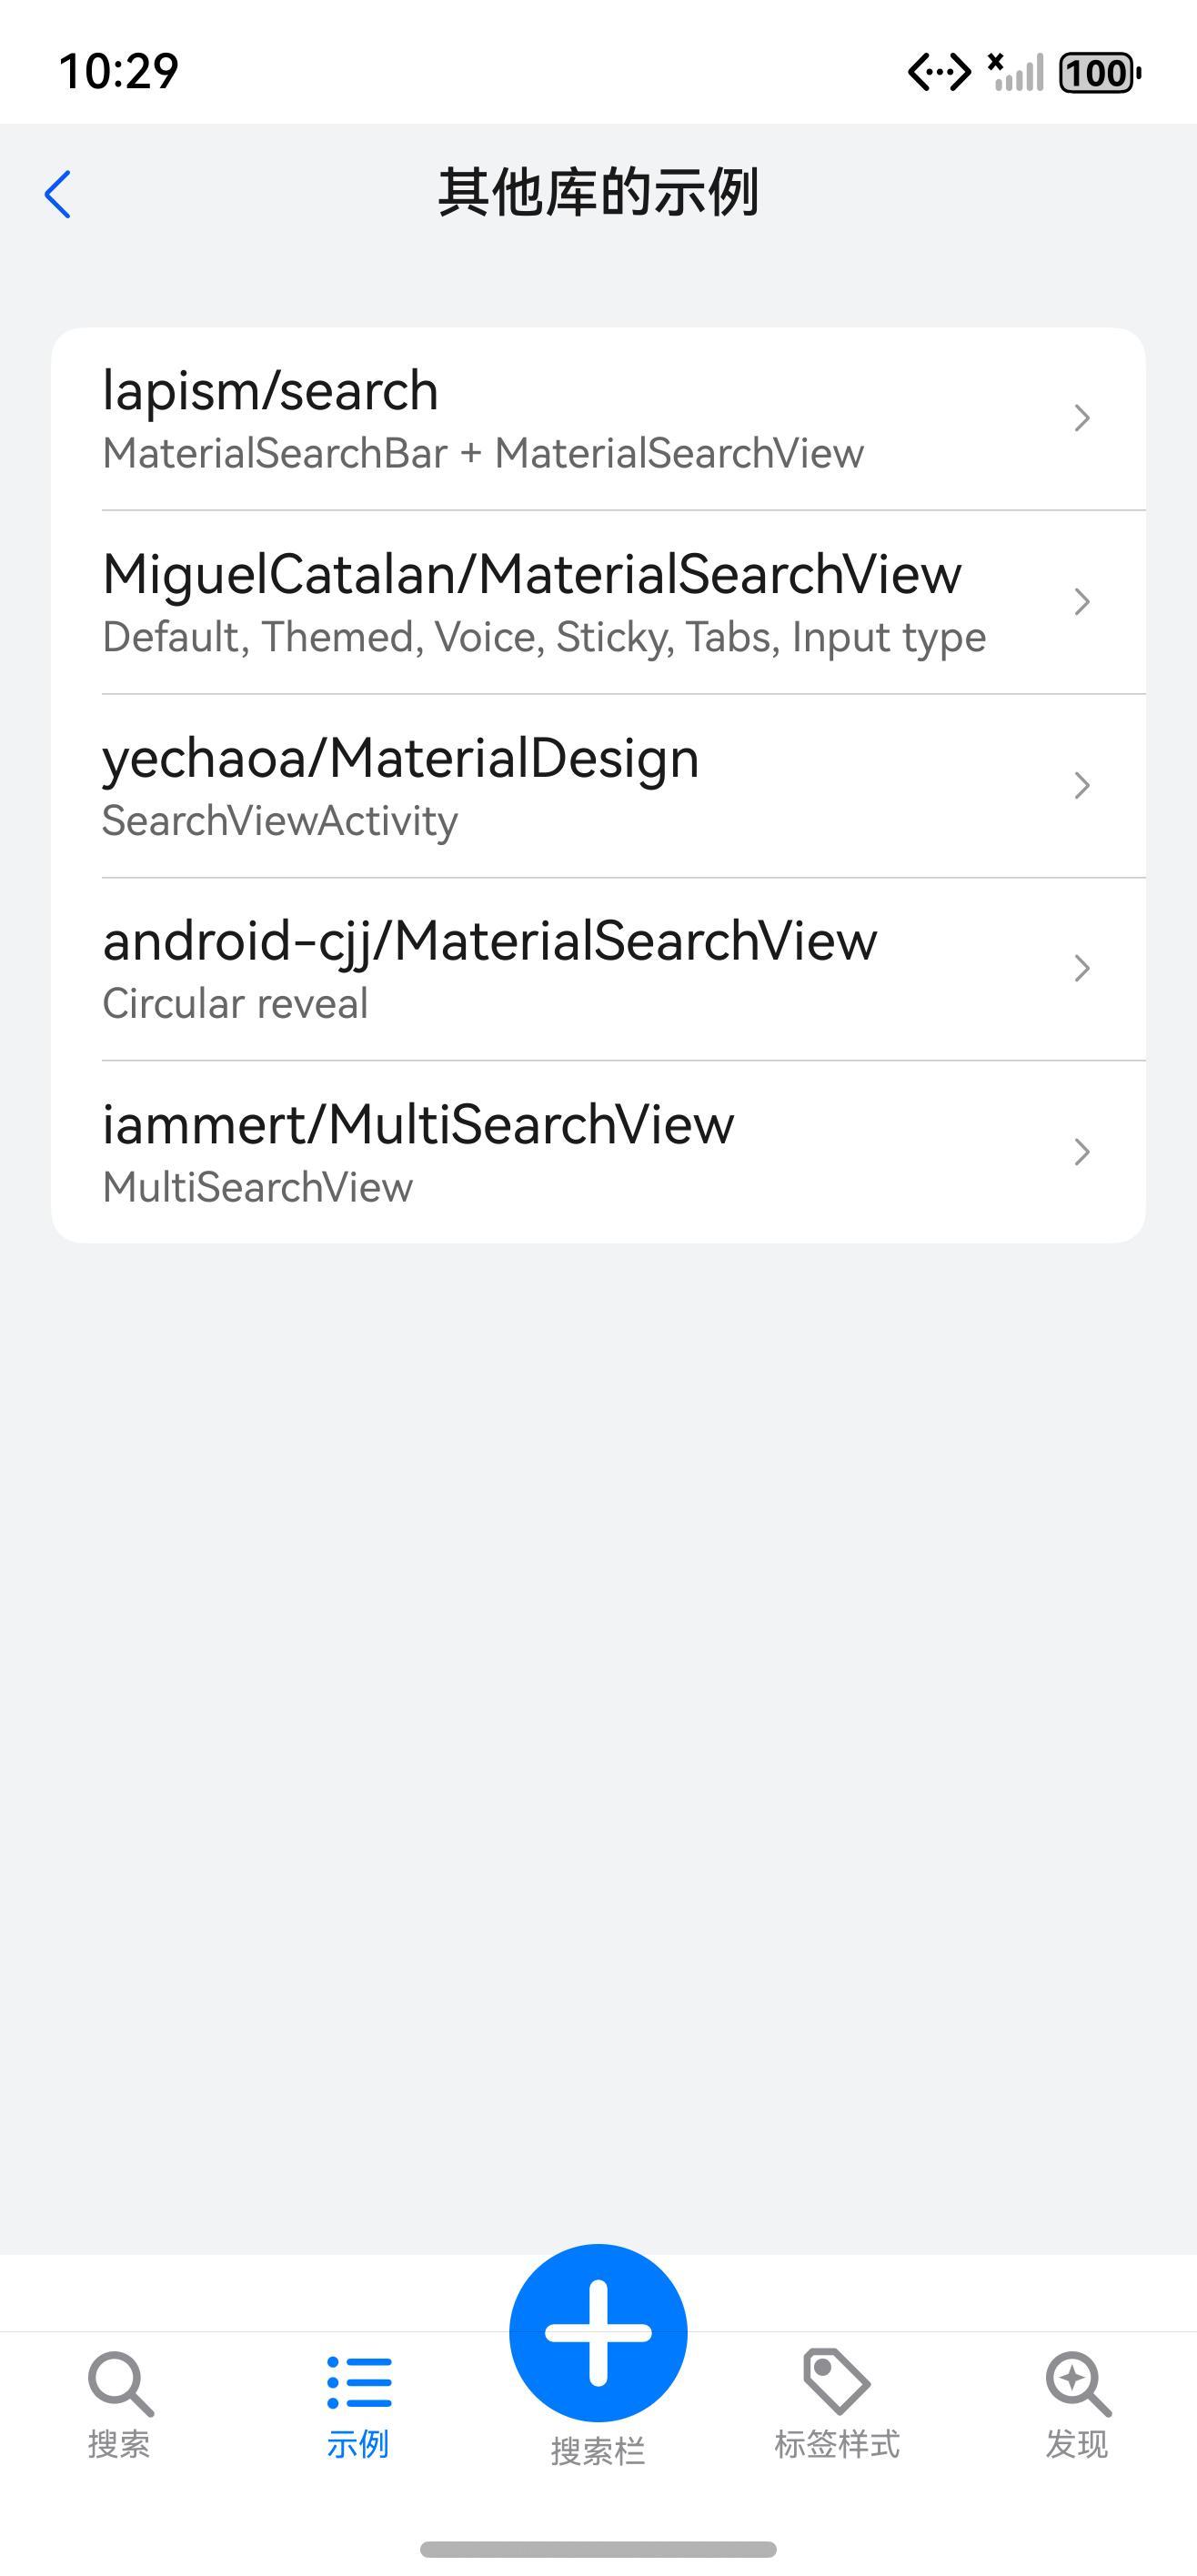 10:29
100
其他库的示例
lapism/search
MaterialSearchBar + MaterialSearchView
MiguelCatalan/MaterialSearchView
Default, Themed, Voice, Sticky, Tabs, Input type
yechaoa/MaterialDesign
SearchViewActivity
android-cjj/MaterialSearchView
Circular reveal
iammert/MultiSearchView
MultiSearchView
搜索
示例
搜索栏
标签样式
发现